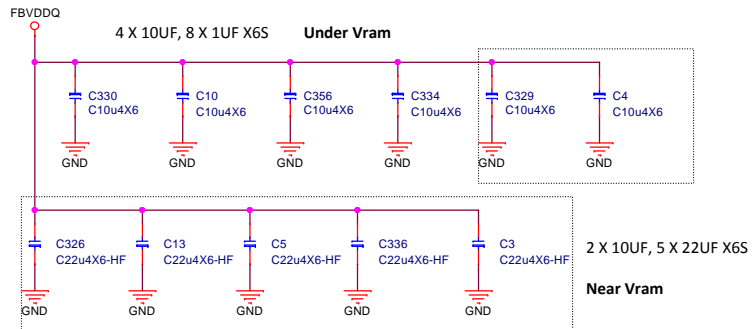 FBVDDQ
4 X 10UF, 8 X 1UF X6S Under Vram
C330 C10 C356 C334 C329 C4
C10u4X6 C10u4X6 C10u4X6 C10u4X6 C10u4X6 C10u4X6
GND GND GND GND GND GND
C326 C13 C5 C336 C3
C22u4X6-HF C22u4X6-HF C22u4X6-HF C22u4X6-HF C22u4X6-HF
2 X 10UF, 5 X 22UF X6S
Near Vram
GND GND GND GND GND